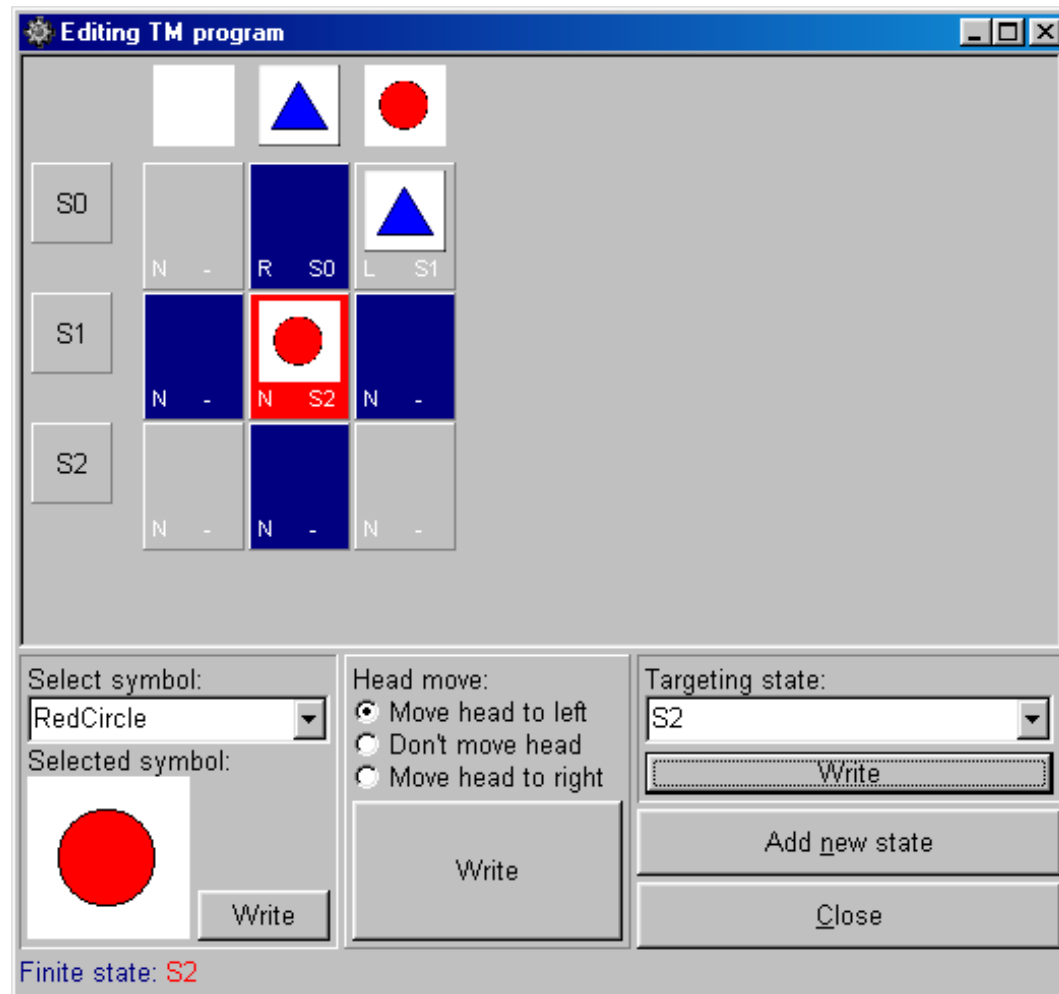 Editing TM program
S0
N -
R S0
L S1
S1
N -
N S2
N -
S2
N -
N -
N -
Select symbol:
RedCircle
Selected symbol:
Write
Head move:
Move head to left
Don't move head
Move head to right
Write
Targeting state:
S2
Write
Add new state
Close
Finite state: S2